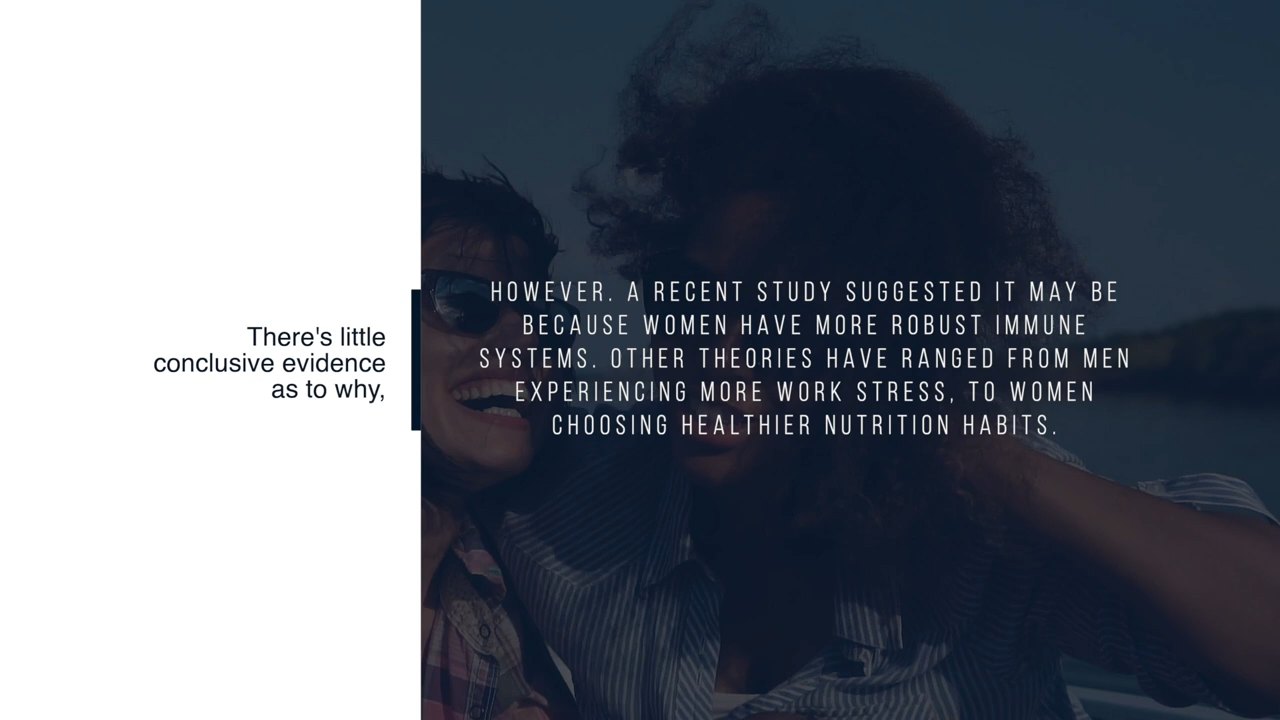 There's little
conclusive evidence
as to why,
HOWEVER. A RECENT STUDY SUGGESTED IT MAY BE
BECAUSE WOMEN HAVE MORE ROBUST IMMUNE
SYSTEMS. OTHER THEORIES HAVE RANGED FROM MEN
EXPERIENCING MORE WORK STRESS, TO WOMEN
CHOOSING HEALTHIER NUTRITION HABITS.